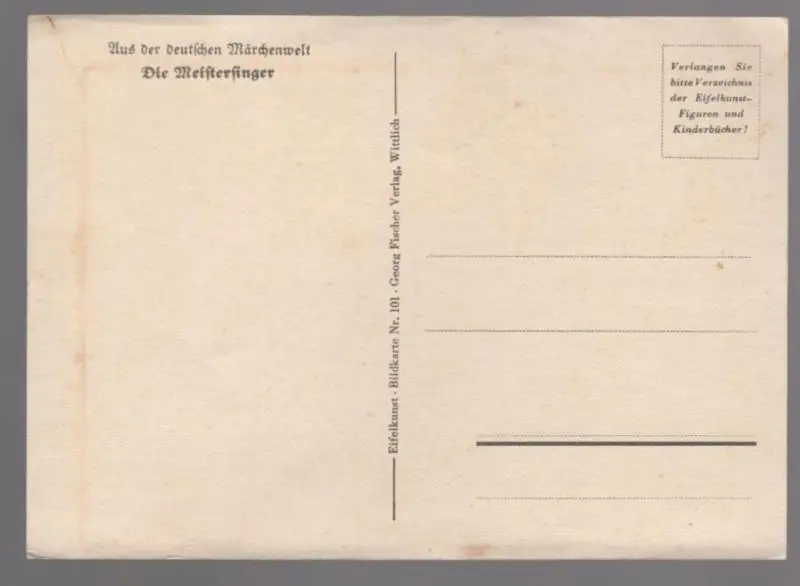 Aus der deutschen Märchenwelt
Die Meistersinger
Eifelkunst · Bildkarte Nr. 101 · Georg Fischer Verlag, Wittlich
Verlangen Sie
bitte Verzeichnis
der Eifelkunst-
Figuren und
Kinderbücher!